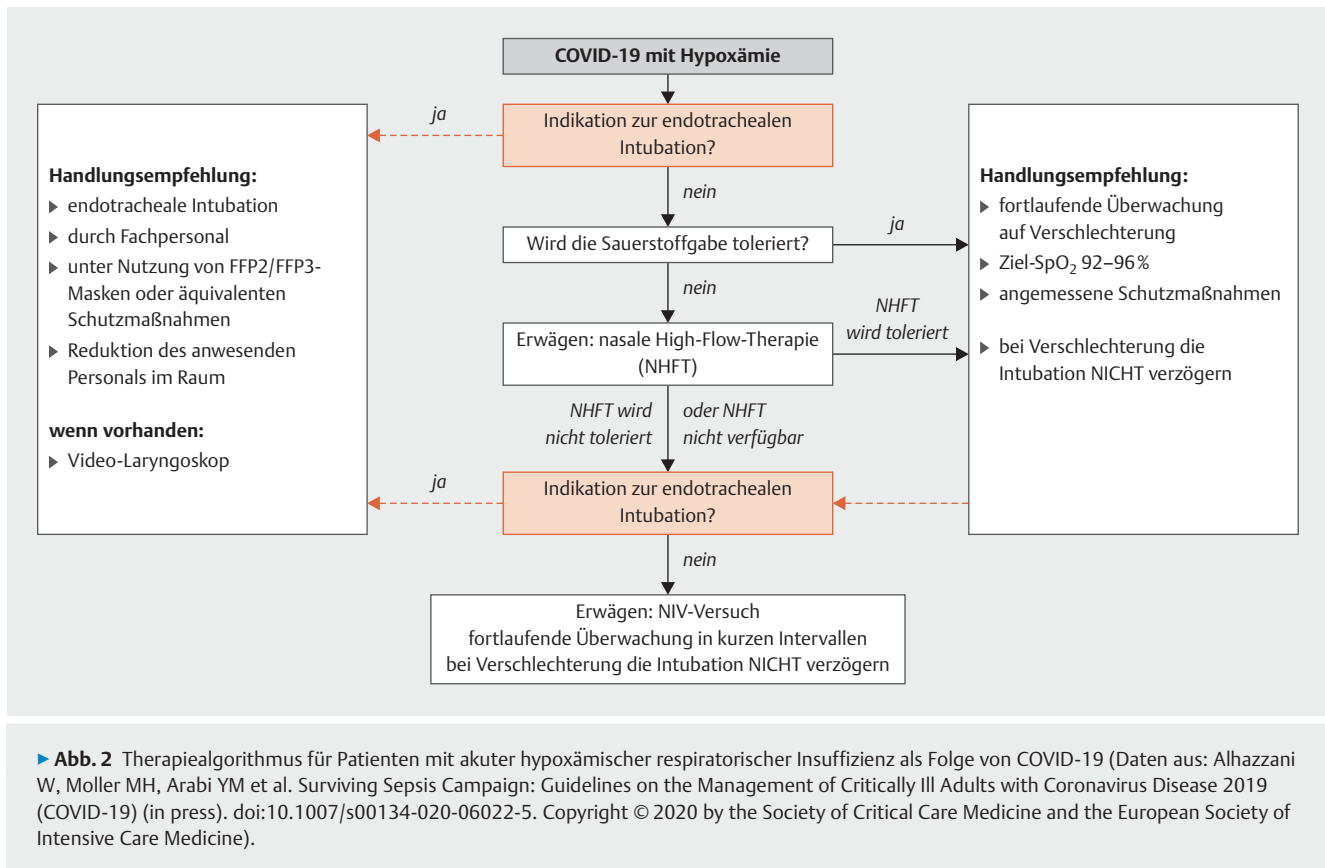 COVID-19 mit Hypoxämie
ja
Indikation zur endotrachealen
Intubation?
nein
Handlungsempfehlung:
▶ endotracheale Intubation
▶ durch Fachpersonal
▶ unter Nutzung von FFP2/FFP3-
Masken oder äquivalenten
Schutzmaßnahmen
▶ Reduktion des anwesenden
Personals im Raum
wenn vorhanden:
▶ Video-Laryngoskop
Wird die Sauerstoffgabe toleriert?
ja
nein
Handlungsempfehlung:
▶ fortlaufende Überwachung
auf Verschlechterung
▶ Ziel-SpO₂ 92–96 %
▶ angemessene Schutzmaßnahmen
▶ bei Verschlechterung die
Intubation NICHT verzögern
Erwägen: nasale High-Flow-Therapie
(NHFT)
NHFT
wird toleriert
NHFT wird
nicht toleriert
oder NHFT
nicht verfügbar
ja
Indikation zur endotrachealen
Intubation?
nein
Erwägen: NIV-Versuch
fortlaufende Überwachung in kurzen Intervallen
bei Verschlechterung die Intubation NICHT verzögern
▶ Abb. 2 Therapiealgorithmus für Patienten mit akuter hypoxämischer respiratorischer Insuffizienz als Folge von COVID-19 (Daten aus: Alhazzani
W, Moller MH, Arabi YM et al. Surviving Sepsis Campaign: Guidelines on the Management of Critically Ill Adults with Coronavirus Disease 2019
(COVID-19) (in press). doi:10.1007/s00134-020-06022-5. Copyright © 2020 by the Society of Critical Care Medicine and the European Society of
Intensive Care Medicine).